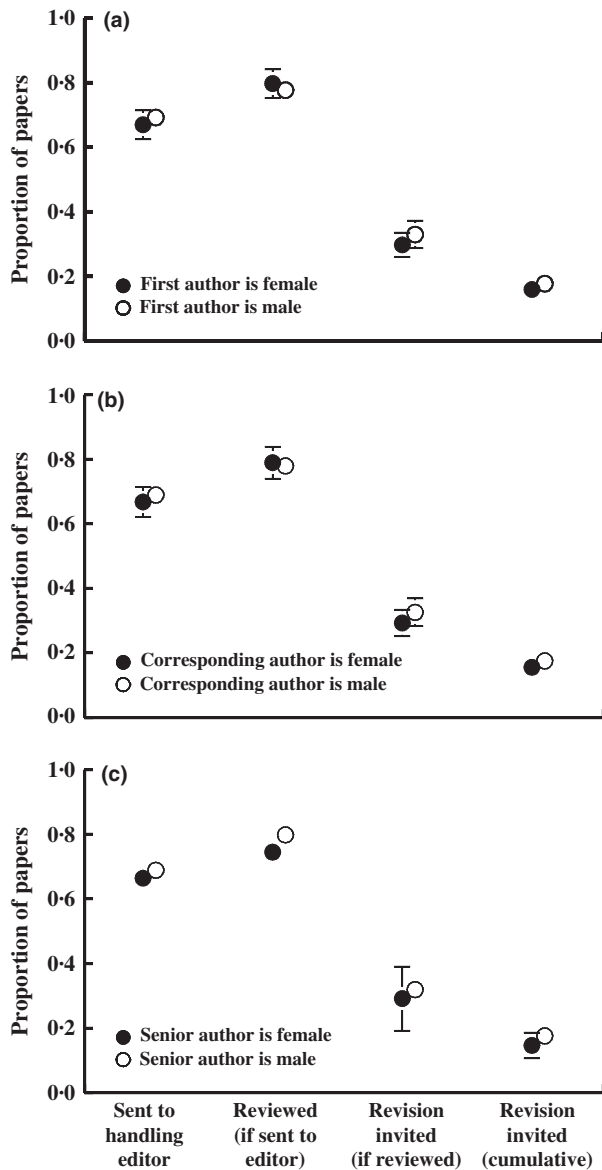 (a)
Proportion of papers
1·0
0·8
0·6
0·4
0·2
0·0
First author is female
First author is male
(b)
Proportion of papers
1·0
0·8
0·6
0·4
0·2
0·0
Corresponding author is female
Corresponding author is male
(c)
Proportion of papers
1·0
0·8
0·6
0·4
0·2
0·0
Senior author is female
Senior author is male
Sent to
handling
editor
Reviewed
(if sent to
editor)
Revision
invited
(if reviewed)
Revision
invited
(cumulative)